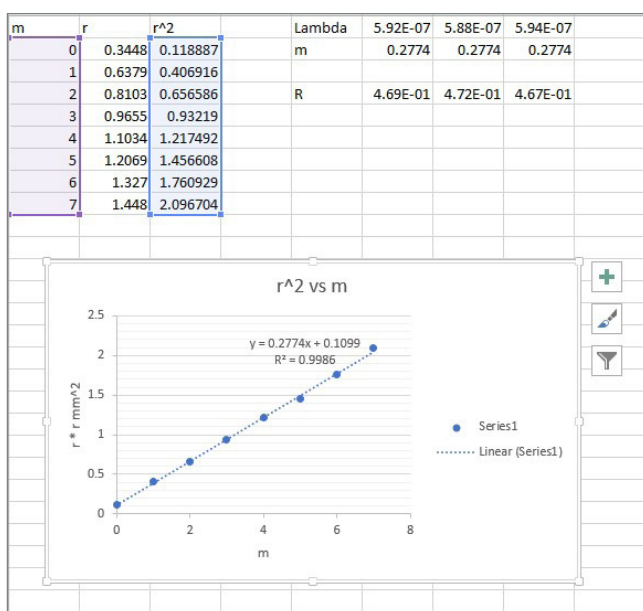 m r r^2 Lambda 5.92E-07 5.88E-07 5.94E-07
0 0.3448 0.118887 m 0.2774 0.2774 0.2774
1 0.6379 0.406916
2 0.8103 0.656586 R 4.69E-01 4.72E-01 4.67E-01
3 0.9655 0.93219
4 1.1034 1.217492
5 1.2069 1.456608
6 1.327 1.760929
7 1.448 2.096704
r^2 vs m
2.5
2
1.5
1
0.5
0
r * r mm^2
y = 0.2774x + 0.1099
R² = 0.9986
0 2 4 6 8
m
Series1
Linear (Series1)